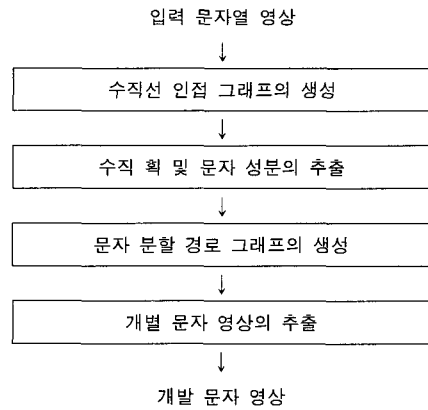 입력 문자열 영상
↓
수직선 인접 그래프의 생성
↓
수직 획 및 문자 성분의 추출
↓
문자 분할 경로 그래프의 생성
↓
개별 문자 영상의 추출
↓
개발 문자 영상